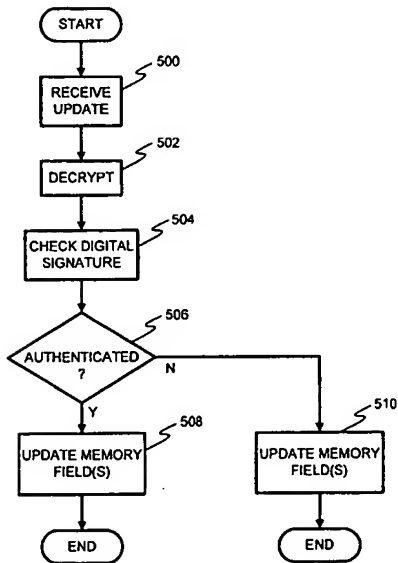 START
500
RECEIVE
UPDATE
502
DECRYPT
504
CHECK DIGITAL
SIGNATURE
506
AUTHENTICATED
?
N
Y
508
UPDATE MEMORY
FIELD(S)
510
UPDATE MEMORY
FIELD(S)
END
END